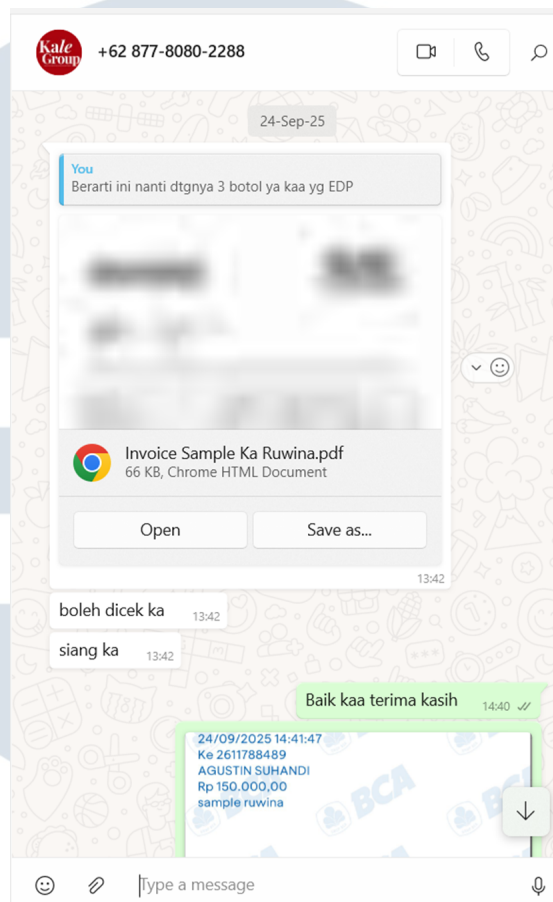 Kale
Group
+62 877-8080-2288
24-Sep-25
You
Berarti ini nanti dtgnya 3 botol ya kaa yg EDP
Invoice Sample Ka Ruwina.pdf
66 KB, Chrome HTML Document
Open
Save as...
13:42
boleh dicek ka
13:42
siang ka
13:42
Baik kaa terima kasih
14:40
24/09/2025 14:41:47
Ke 2611788489
AGUSTIN SUHANDI
Rp 150.000,00
sample ruwina
BCA
Type a message